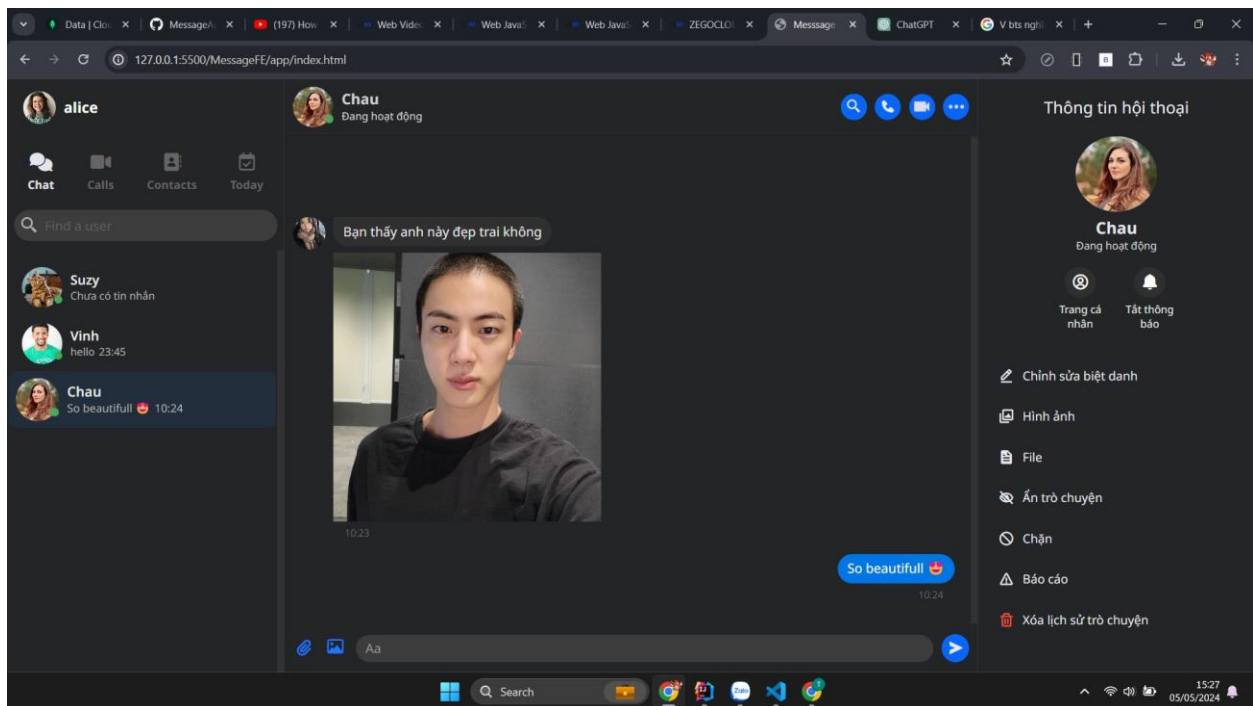 Data | Clou
MessageA
(197) How
Web Video
Web JavaS
Web JavaS
ZEGOCLOU
Messsage
ChatGPT
V bts nghi
127.0.0.1:5500/MessageFE/app/index.html
alice
Chat
Calls
Contacts
Today
Find a user
Suzy
Chưa có tin nhắn
Vinh
hello 23:45
Chau
So beautifull 😍 10:24
Chau
Đang hoạt động
Bạn thấy anh này đẹp trai không
10:23
So beautifull 😍
10:24
Aa
Thông tin hội thoại
Chau
Đang hoạt động
Trang cá
nhân
Tắt thông
báo
Chỉnh sửa biệt danh
Hình ảnh
File
Ẩn trò chuyện
Chặn
Báo cáo
Xóa lịch sử trò chuyện
Search
Zalo
15:27
05/05/2024